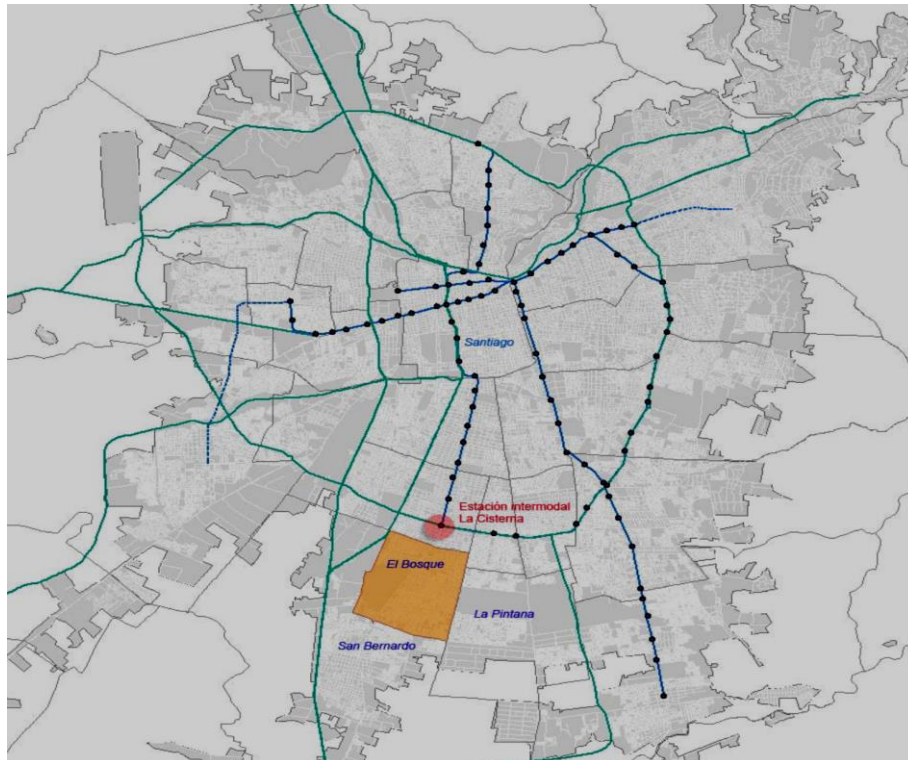 Santiago
Estación intermodal
La Cisterna
El Bosque
La Pintana
San Bernardo